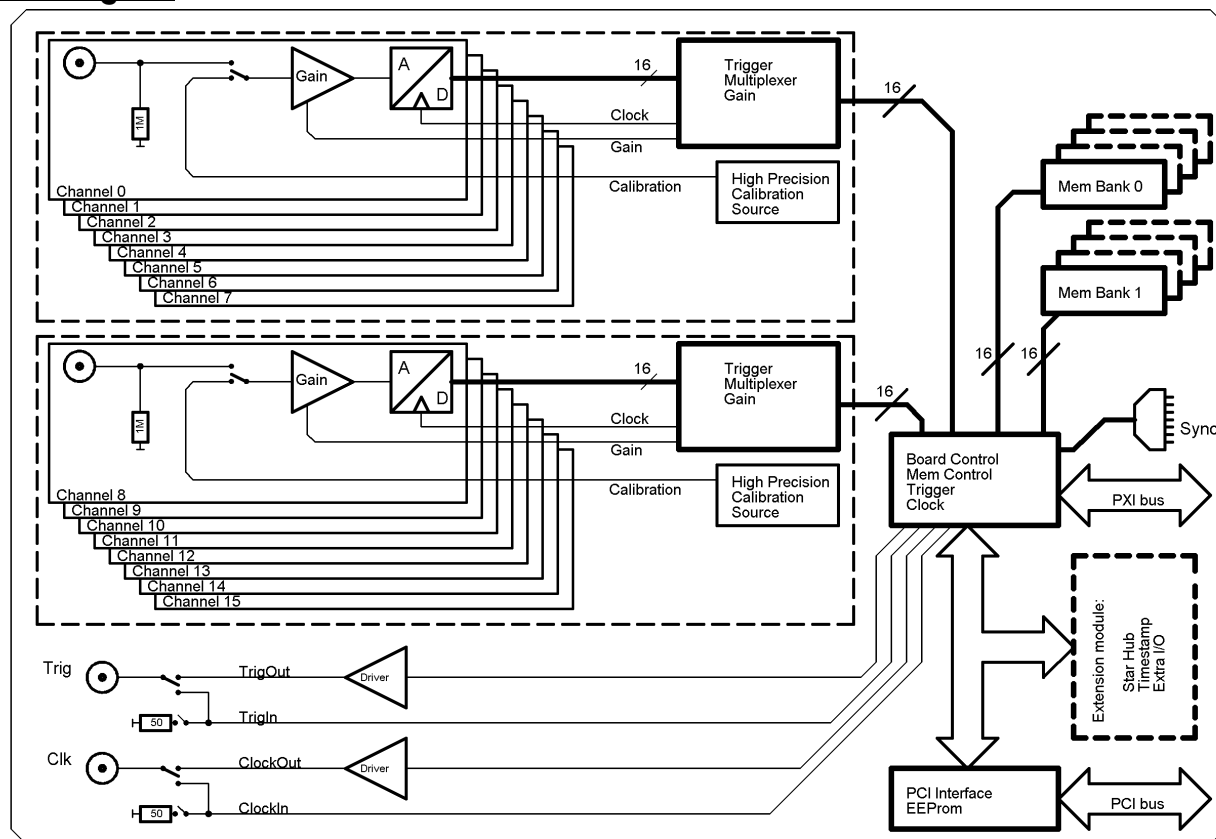 A
D
Gain
1M
16
Clock
Gain
Calibration
Trigger
Multiplexer
Gain
High Precision
Calibration
Source
Channel 0
Channel 1
Channel 2
Channel 3
Channel 4
Channel 5
Channel 6
Channel 7
16
Mem Bank 0
Mem Bank 1
16
16
A
D
Gain
1M
16
Clock
Gain
Calibration
Trigger
Multiplexer
Gain
High Precision
Calibration
Source
Channel 8
Channel 9
Channel 10
Channel 11
Channel 12
Channel 13
Channel 14
Channel 15
16
Sync
Board Control
Mem Control
Trigger
Clock
PXI bus
Extension module:
Star Hub
Timestamp
Extra I/O
Trig
TrigOut
Driver
50
TrigIn
Clk
ClockOut
Driver
50
ClockIn
PCI Interface
EEProm
PCI bus